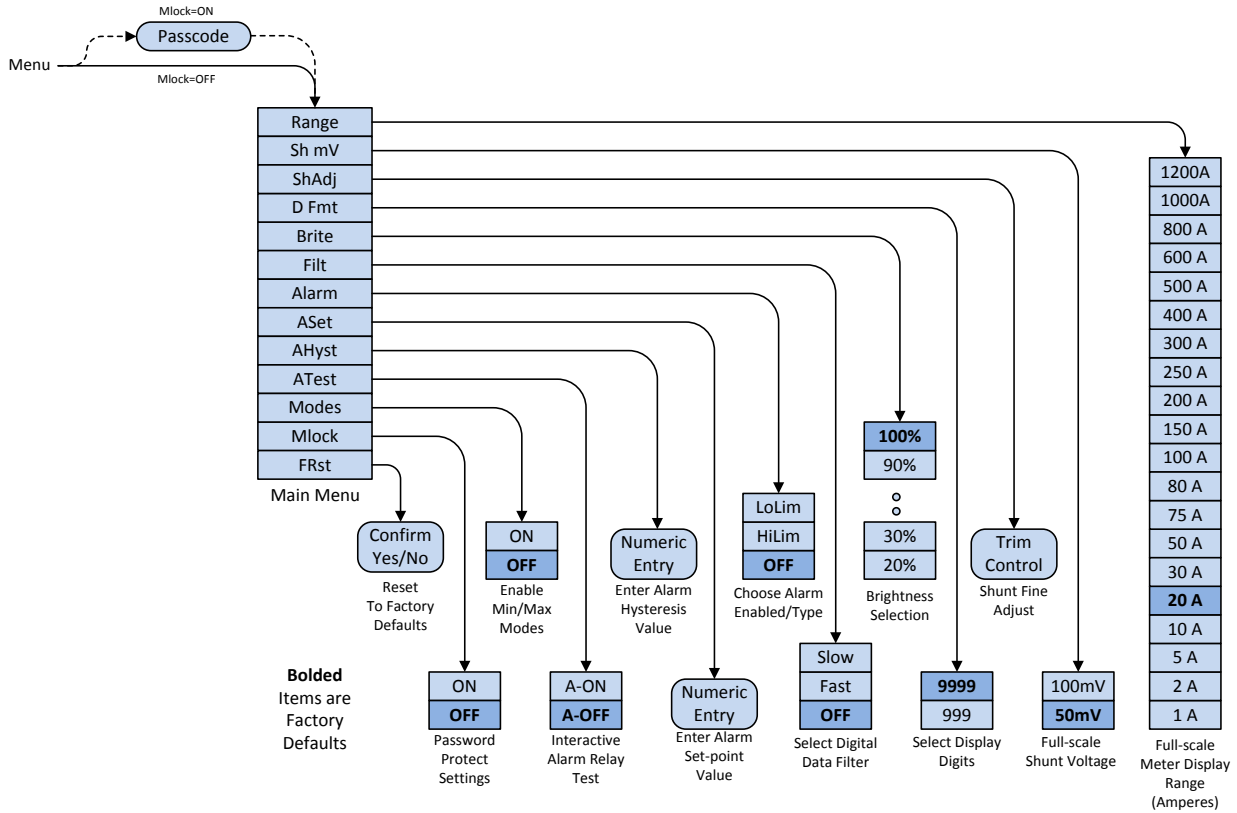 Mlock=ON
Passcode
Menu
Mlock=OFF
Range
Sh mV
ShAdj
D Fmt
Brite
Filt
Alarm
ASet
AHyst
ATest
Modes
Mlock
FRst
Main Menu
Confirm
Yes/No
Reset
To Factory
Defaults
ON
OFF
Enable
Min/Max
Modes
Numeric
Entry
Enter Alarm
Hysteresis
Value
LoLim
HiLim
OFF
Choose Alarm
Enabled/Type
100%
90%
30%
20%
Brightness
Selection
Trim
Control
Shunt Fine
Adjust
1200A
1000A
800 A
600 A
500 A
400 A
300 A
250 A
200 A
150 A
100 A
80 A
75 A
50 A
30 A
20 A
10 A
5 A
2 A
1 A
Full-scale
Meter Display
Range
(Amperes)
Bolded
Items are
Factory
Defaults
ON
OFF
Password
Protect
Settings
A-ON
A-OFF
Interactive
Alarm Relay
Test
Numeric
Entry
Enter Alarm
Set-point
Value
Slow
Fast
OFF
Select Digital
Data Filter
9999
999
Select Display
Digits
100mV
50mV
Full-scale
Shunt Voltage